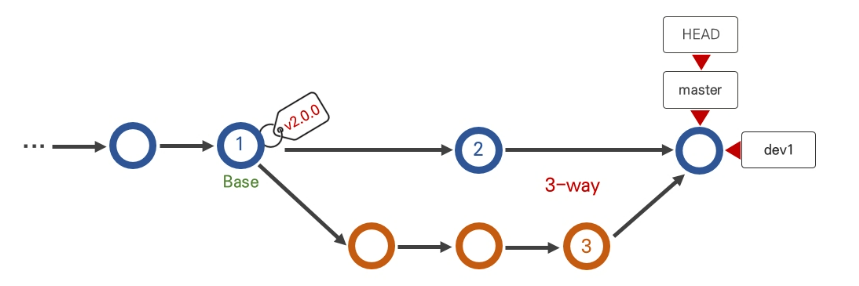 HEAD
master
v2.0.0
...
1
2
dev1
Base
3-way
3